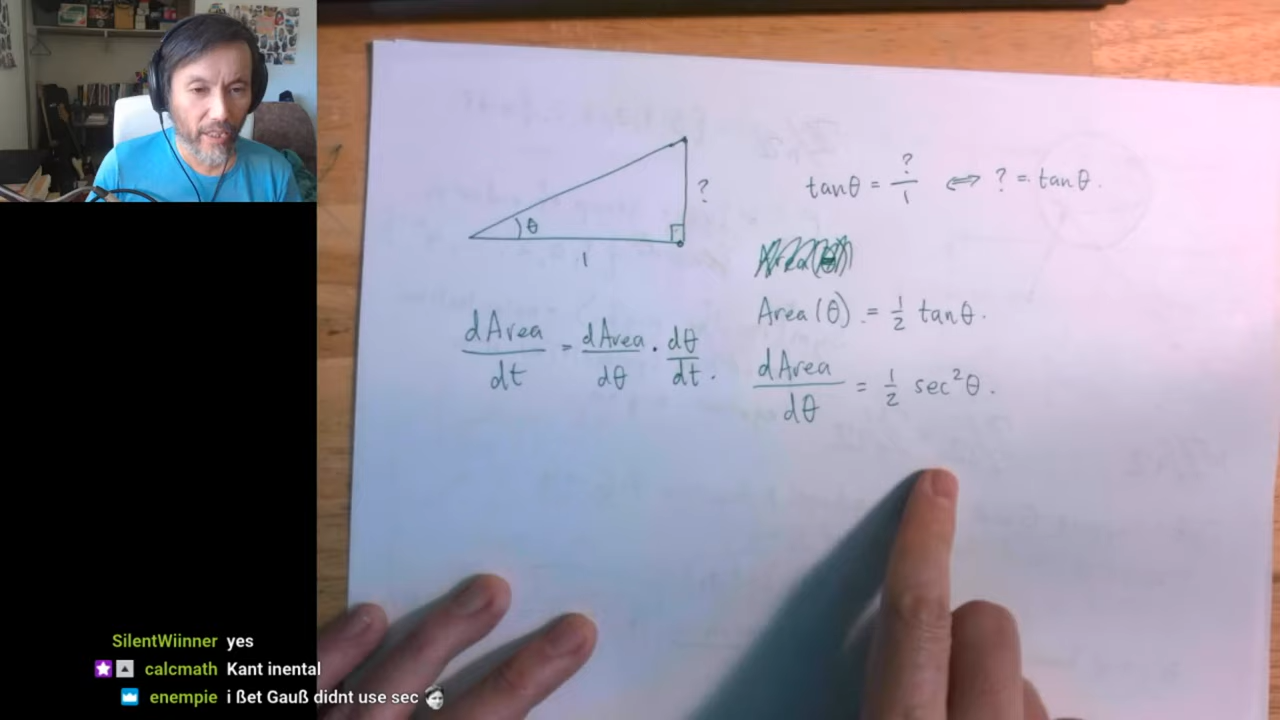 θ
1
?
tanθ = ?/1 ⟺ ? = tanθ.
Area(θ) = 1/2 tanθ.
dArea/dt = dArea/dθ · dθ/dt.
dArea/dθ = 1/2 sec²θ.
SilentWiinner yes
calcmath Kant inental
enempie i ßet Gauß didnt use sec